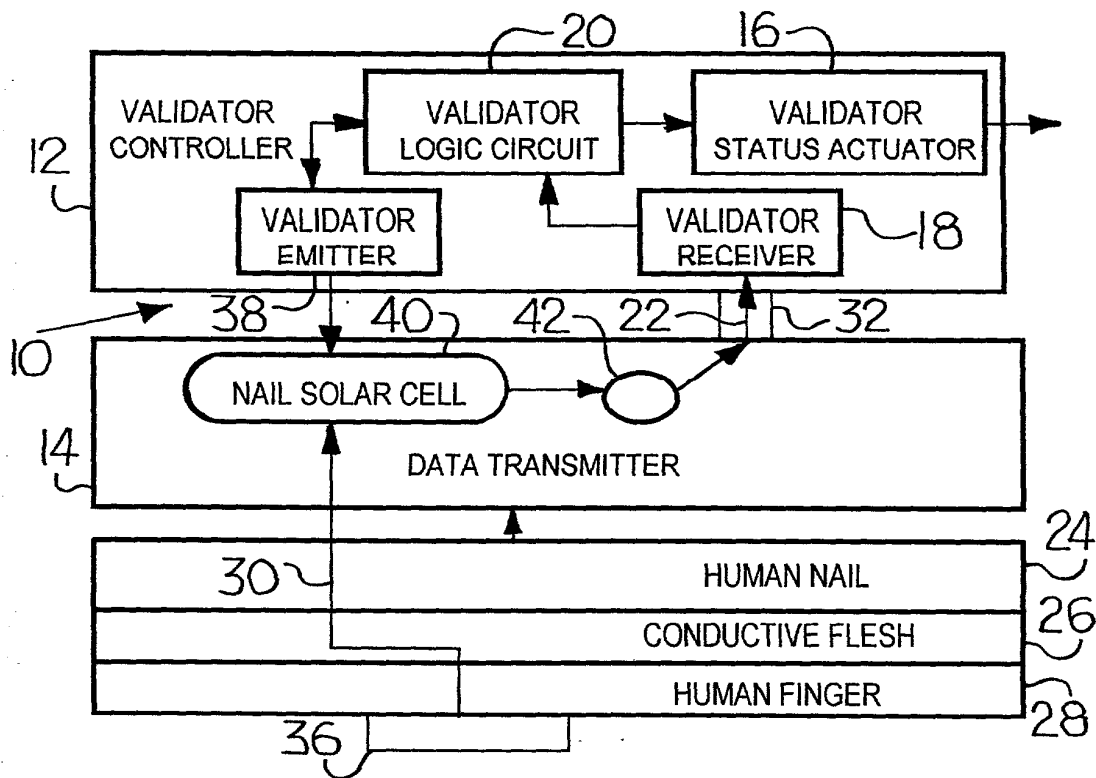 20
16
VALIDATOR
CONTROLLER
VALIDATOR
LOGIC CIRCUIT
VALIDATOR
STATUS ACTUATOR
12
VALIDATOR
EMITTER
VALIDATOR
RECEIVER
18
10
38
40
42
22
32
NAIL SOLAR CELL
14
DATA TRANSMITTER
24
30
HUMAN NAIL
CONDUCTIVE FLESH
26
HUMAN FINGER
28
36